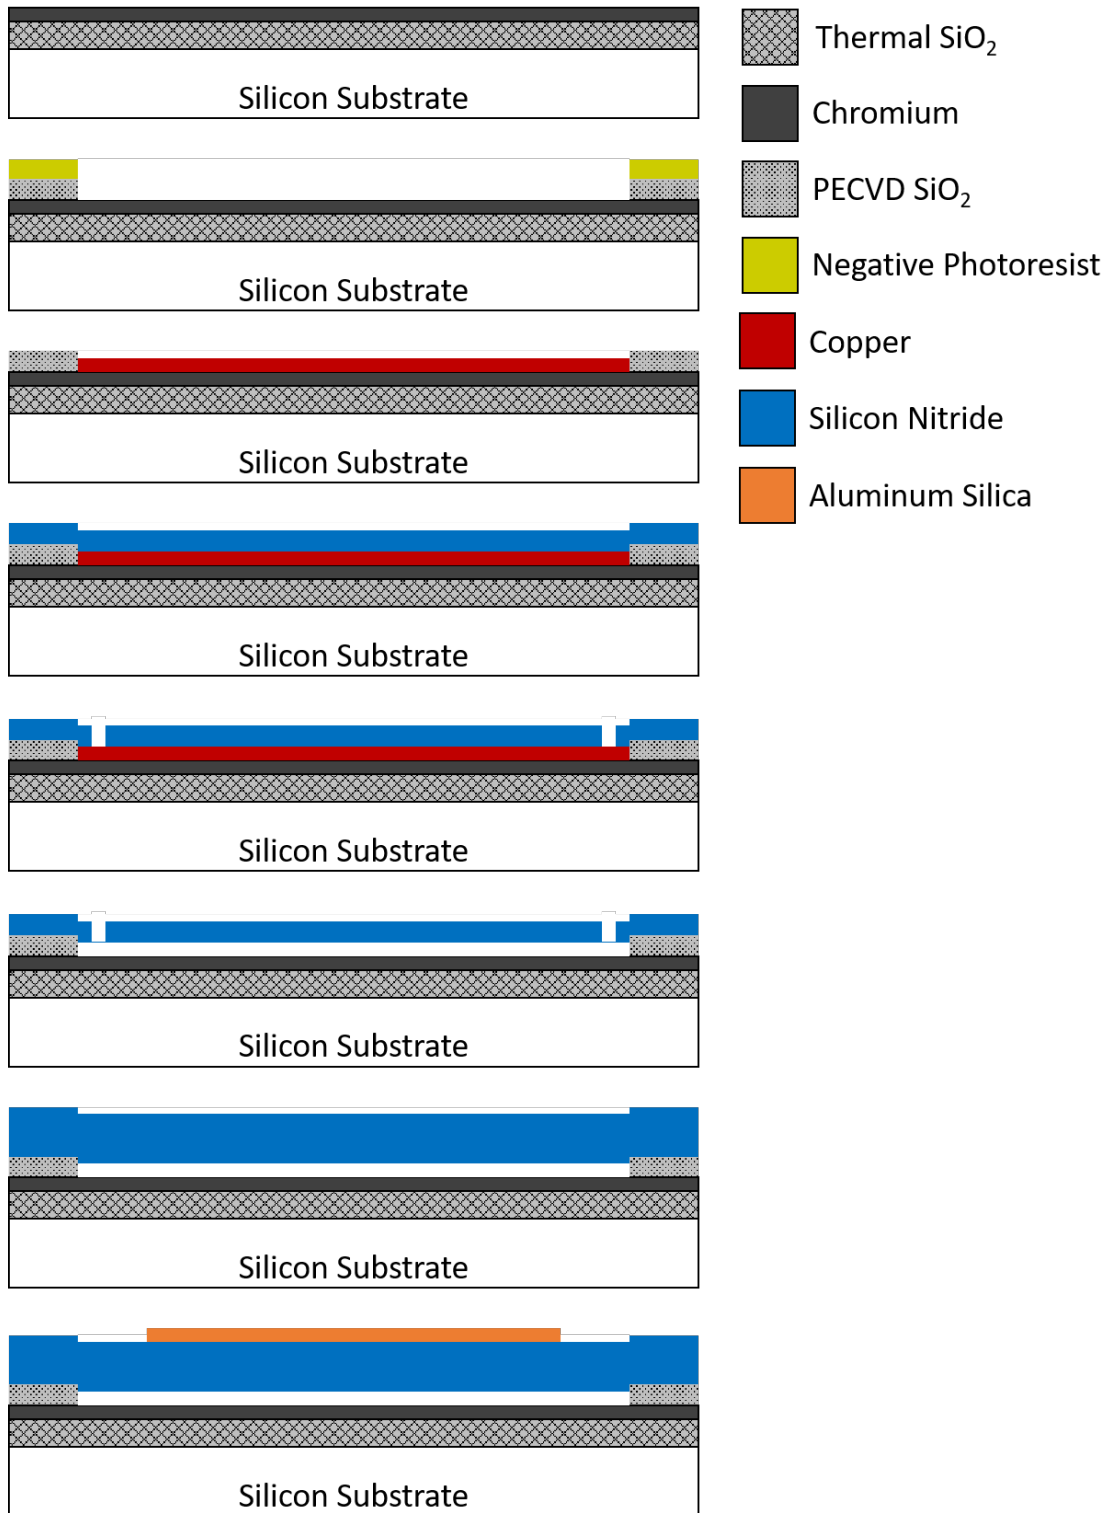 Silicon Substrate
Silicon Substrate
Silicon Substrate
Silicon Substrate
Silicon Substrate
Silicon Substrate
Silicon Substrate
Silicon Substrate
Thermal SiO₂
Chromium
PECVD SiO₂
Negative Photoresist
Copper
Silicon Nitride
Aluminum Silica